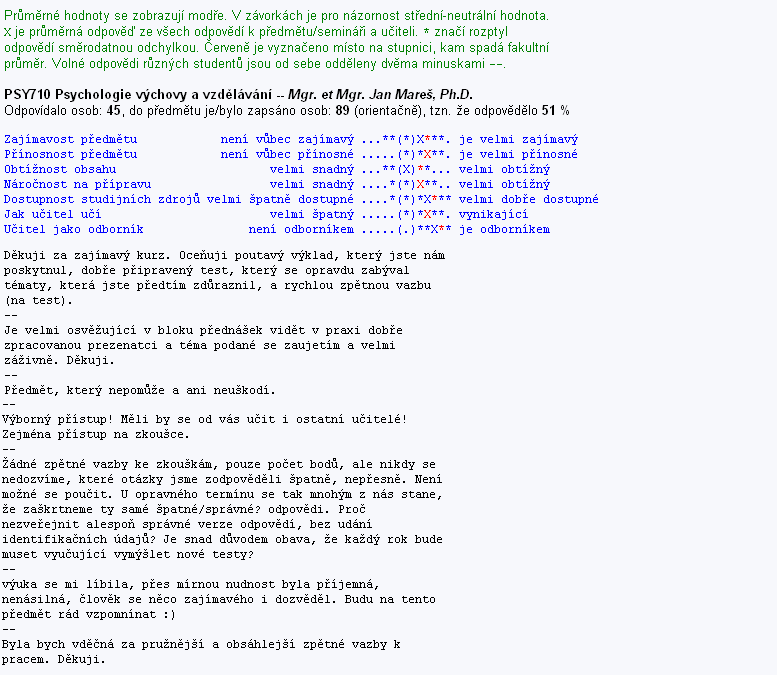 Průměrné hodnoty se zobrazují modře. V závorkách je pro názornost střední-neutrální hodnota.
X je průměrná odpověď ze všech odpovědí k předmětu/semináři a učiteli. * značí rozptyl
odpovědí směrodatnou odchylkou. Červeně je vyznačeno místo na stupnici, kam spadá fakultní
průměr. Volné odpovědi různých studentů jsou od sebe odděleny dvěma minuskami --.
PSY710 Psychologie výchovy a vzdělávání -- Mgr. et Mgr. Jan Mareš, Ph.D.
Odpovídalo osob: 45, do předmětu je/bylo zapsáno osob: 89 (orientačně), tzn. že odpovědělo 51 %
Zajímavost předmětu není vůbec zajímavý ...**(*)X***. je velmi zajímavý
Přínosnost předmětu není vůbec přínosné .....(*)*X**. je velmi přínosné
Obtížnost obsahu velmi snadný ...**(X)**... velmi obtížný
Náročnost na přípravu velmi snadný ....*(*)X**.. velmi obtížný
Dostupnost studijních zdrojů velmi špatně dostupné ....*(*)*X*** velmi dobře dostupné
Jak učitel učí velmi špatný .....(*)*X**. vynikající
Učitel jako odborník není odborníkem .....(.)**X** je odborníkem
Děkuji za zajímavý kurz. Oceňuji poutavý výklad, který jste nám
poskytnul, dobře připravený test, který se opravdu zabýval
tématy, která jste předtím zdůraznil, a rychlou zpětnou vazbu
(na test).
--
Je velmi osvěžující v bloku přednášek vidět v praxi dobře
zpracovanou prezenatci a téma podané se zaujetím a velmi
záživně. Děkuji.
--
Předmět, který nepomůže a ani neuškodí.
--
Výborný přístup! Měli by se od vás učit i ostatní učitelé!
Zejména přístup na zkoušce.
--
Žádné zpětné vazby ke zkouškám, pouze počet bodů, ale nikdy se
nedozvíme, které otázky jsme zodpověděli špatně, nepřesně. Není
možné se poučit. U opravného termínu se tak mnohým z nás stane,
že zaškrtneme ty samé špatné/správné? odpovědi. Proč
nezveřejnit alespoň správné verze odpovědí, bez udání
identifikačních údajů? Je snad důvodem obava, že každý rok bude
muset vyučující vymýšlet nové testy?
--
výuka se mi líbila, přes mírnou nudnost byla příjemná,
nenásilná, člověk se něco zajímavého i dozvěděl. Budu na tento
předmět rád vzpomnínat :)
--
Byla bych vděčná za pružnější a obsáhlejší zpětné vazby k
pracem. Děkuji.